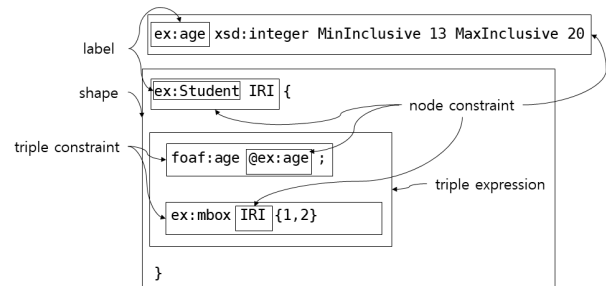 ex:age xsd:integer MinInclusive 13 MaxInclusive 20
label
ex:Student IRI {
shape
node constraint
triple constraint
foaf:age @ex:age ;
triple expression
ex:mbox IRI {1,2}
}